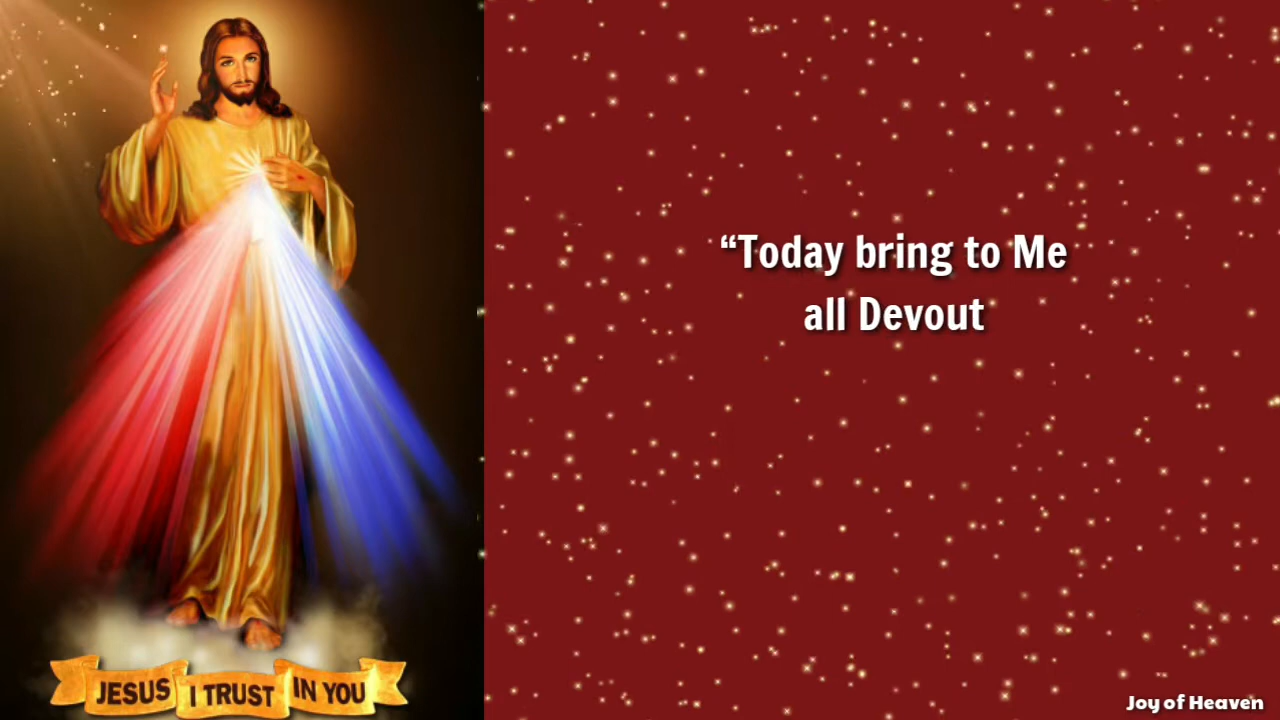 “Today bring to Me
all Devout
JESUS I TRUST IN YOU
Joy of Heaven